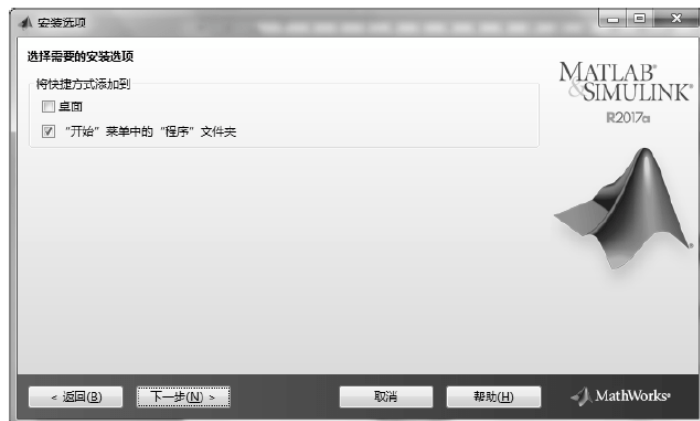 安装选项
选择需要的安装选项
将快捷方式添加到
桌面
“开始”菜单中的“程序”文件夹
MATLAB®
&SIMULINK®
R2017a
< 返回(B)
下一步(N) >
取消
帮助(H)
MathWorks®